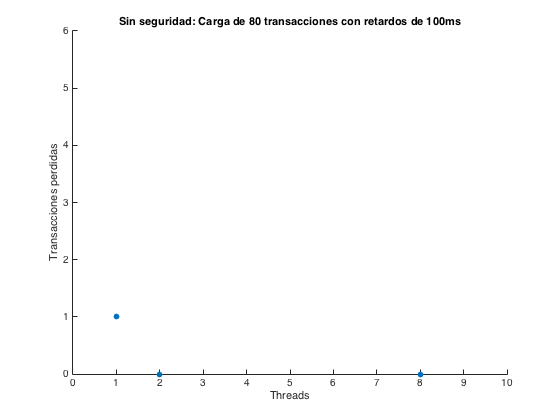 Sin seguridad: Carga de 80 transacciones con retardos de 100ms
Transacciones perdidas
6
5
4
3
2
1
0
0 1 2 3 4 5 6 7 8 9 10
Threads